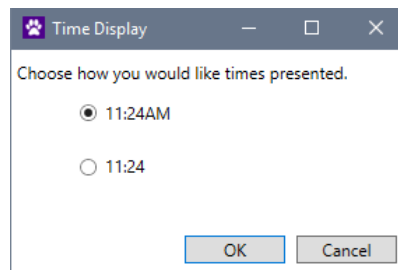 Time Display
Choose how you would like times presented.
11:24AM
11:24
OK Cancel